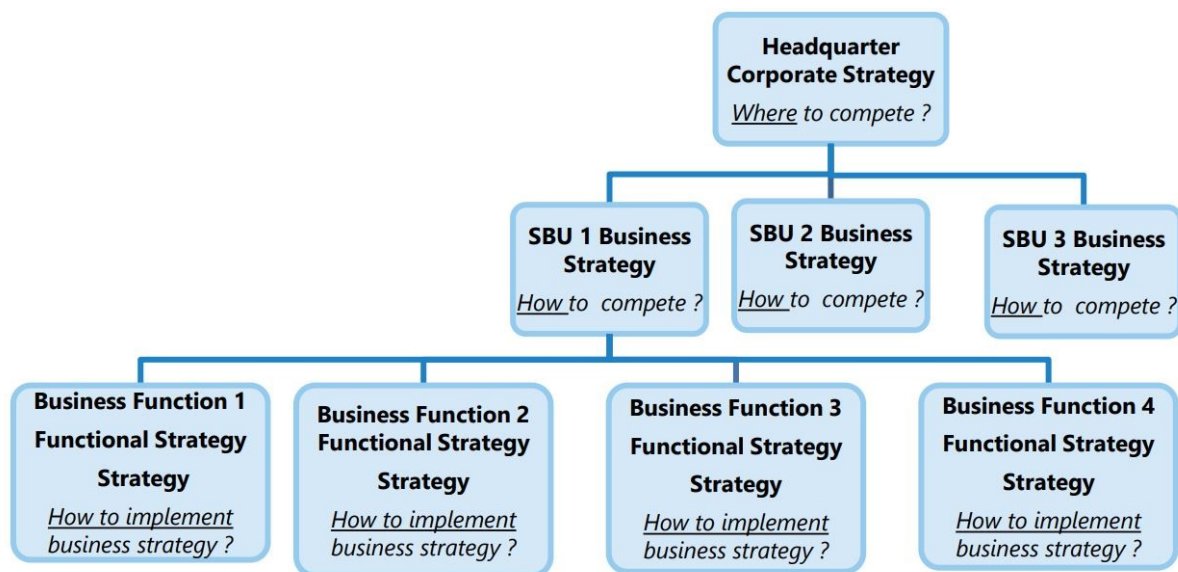 Headquarter
Corporate Strategy
Where to compete ?
SBU 1 Business
Strategy
How to compete ?
SBU 2 Business
Strategy
How to compete ?
SBU 3 Business
Strategy
How to compete ?
Business Function 1
Functional Strategy
Strategy
How to implement
business strategy ?
Business Function 2
Functional Strategy
Strategy
How to implement
business strategy ?
Business Function 3
Functional Strategy
Strategy
How to implement
business strategy ?
Business Function 4
Functional Strategy
Strategy
How to implement
business strategy ?